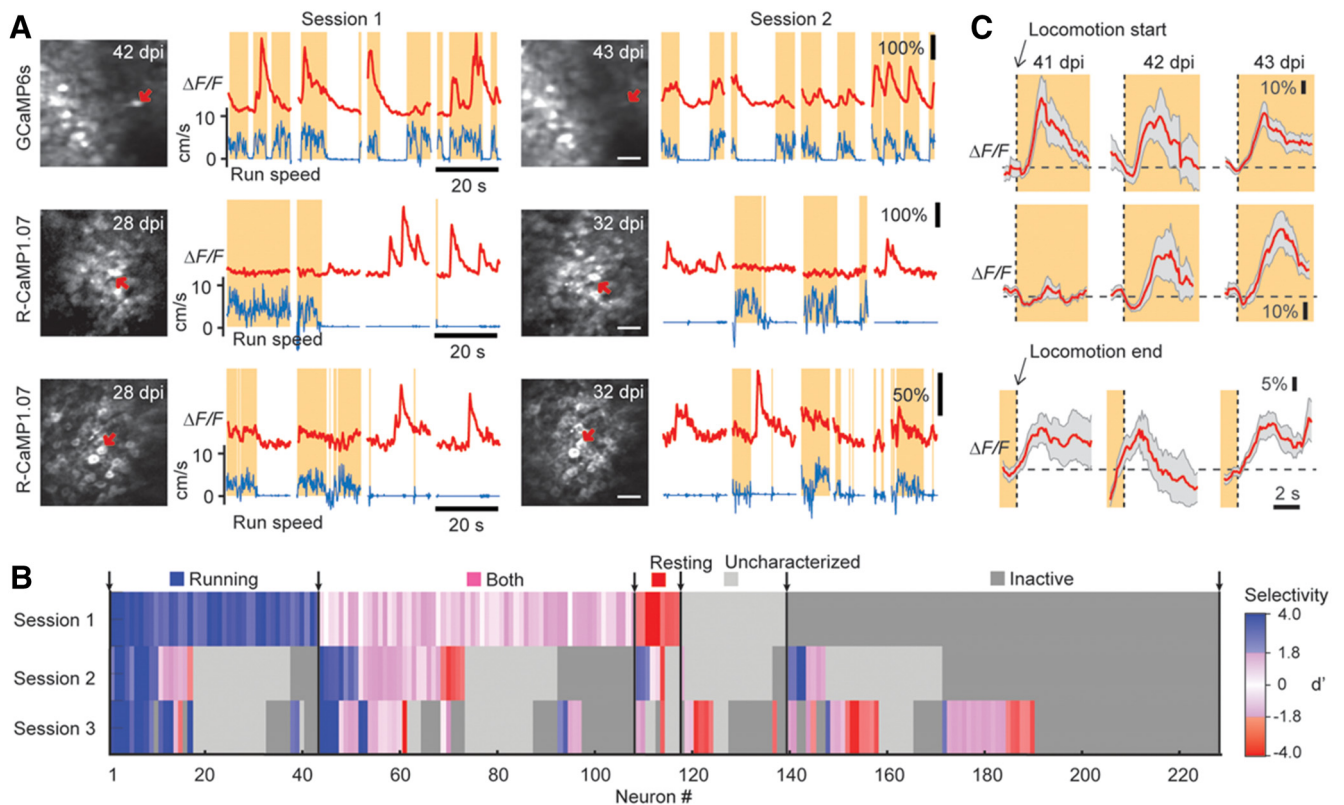 A
Session 1
Session 2
GCaMP6s
42 dpi
ΔF/F
10
cm/s
0
Run speed
20 s
43 dpi
100%
R-CaMP1.07
28 dpi
ΔF/F
10
cm/s
0
Run speed
20 s
32 dpi
100%
R-CaMP1.07
28 dpi
ΔF/F
10
cm/s
0
Run speed
20 s
32 dpi
50%
C
Locomotion start
41 dpi
42 dpi
43 dpi
10%
ΔF/F
ΔF/F
10%
Locomotion end
5%
ΔF/F
2 s
B
Running
Both
Resting
Uncharacterized
Inactive
Session 1
Session 2
Session 3
1
20
40
60
80
100
120
140
160
180
200
220
Neuron #
Selectivity
4.0
1.8
0
d'
-1.8
-4.0